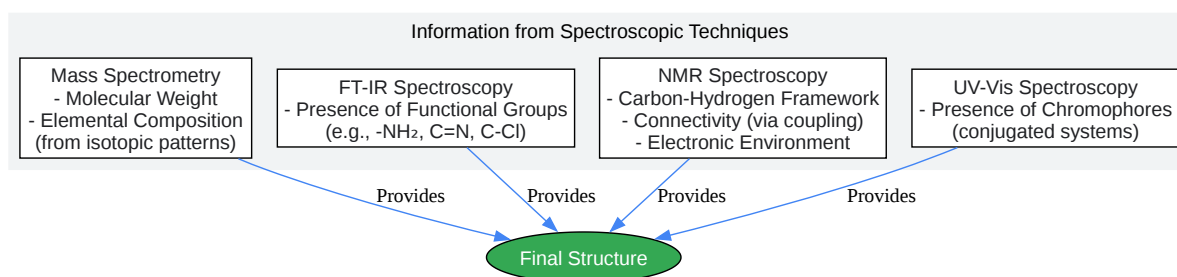 Information from Spectroscopic Techniques
Mass Spectrometry
- Molecular Weight
- Elemental Composition
(from isotopic patterns)
FT-IR Spectroscopy
- Presence of Functional Groups
(e.g., -NH₂, C=N, C-Cl)
NMR Spectroscopy
- Carbon-Hydrogen Framework
- Connectivity (via coupling)
- Electronic Environment
UV-Vis Spectroscopy
- Presence of Chromophores
(conjugated systems)
Provides
Provides
Provides
Provides
Final Structure